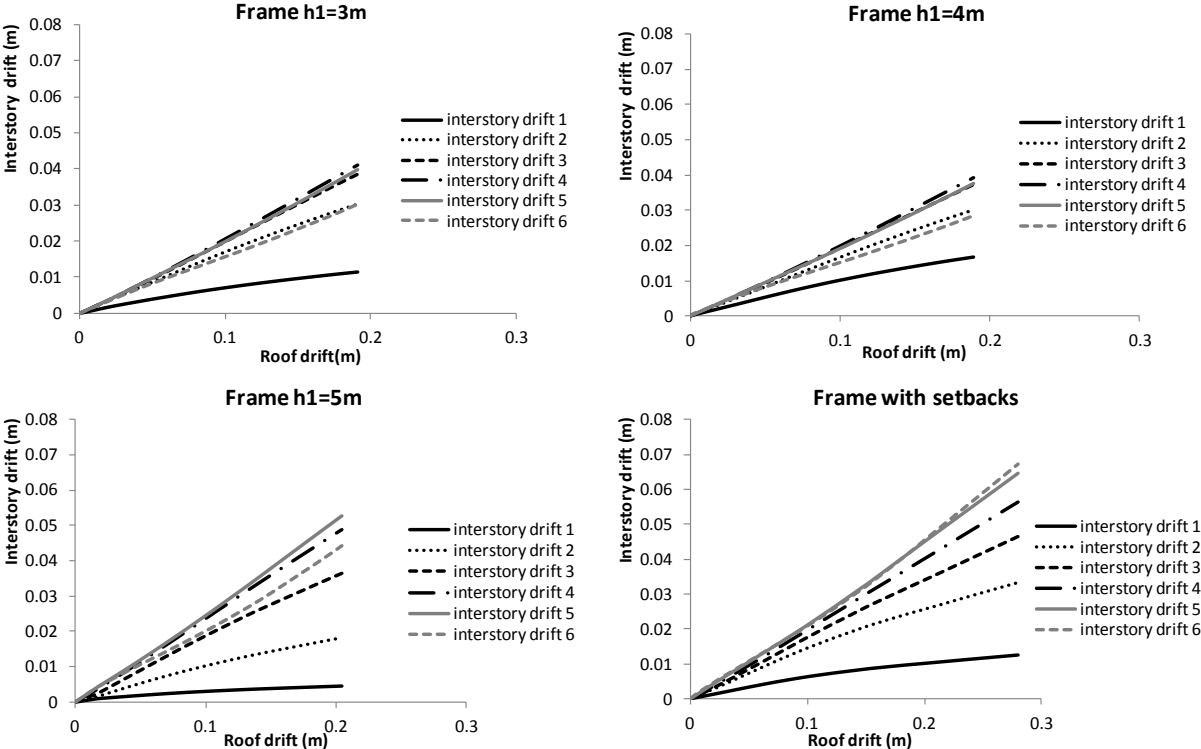 Frame h1=3m
Interstory drift (m)
0.08
0.07
0.06
0.05
0.04
0.03
0.02
0.01
0
0
0.1
0.2
0.3
Roof drift(m)
interstory drift 1
interstory drift 2
interstory drift 3
interstory drift 4
interstory drift 5
interstory drift 6
Frame h1=4m
Interstory drift (m)
0.08
0.07
0.06
0.05
0.04
0.03
0.02
0.01
0
0
0.1
0.2
0.3
Roof drift (m)
interstory drift 1
interstory drift 2
interstory drift 3
interstory drift 4
interstory drift 5
interstory drift 6
Frame h1=5m
Interstory drift (m)
0.08
0.07
0.06
0.05
0.04
0.03
0.02
0.01
0
0
0.1
0.2
0.3
Roof drift (m)
interstory drift 1
interstory drift 2
interstory drift 3
interstory drift 4
interstory drift 5
interstory drift 6
Frame with setbacks
Interstory drift (m)
0.08
0.07
0.06
0.05
0.04
0.03
0.02
0.01
0
0
0.1
0.2
0.3
Roof drift (m)
interstory drift 1
interstory drift 2
interstory drift 3
interstory drift 4
interstory drift 5
interstory drift 6